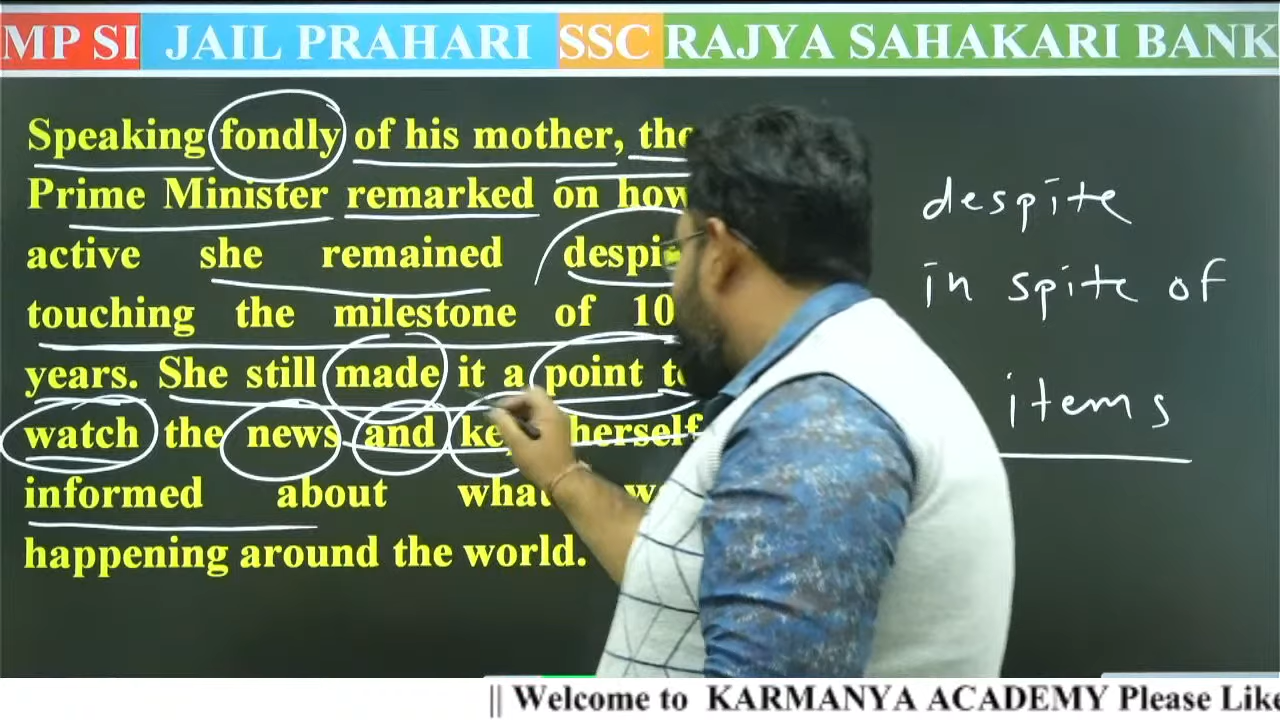 MP SI JAIL PRAHARI SSC RAJYA SAHAKARI BANK
Speaking fondly of his mother,
Prime Minister remarked on how
active she remained
touching the milestone of
years. She still made it a point
watch the news and herself
informed about
happening around the world.
despite
in spite of
items
|| Welcome to KARMANYA ACADEMY Please Like